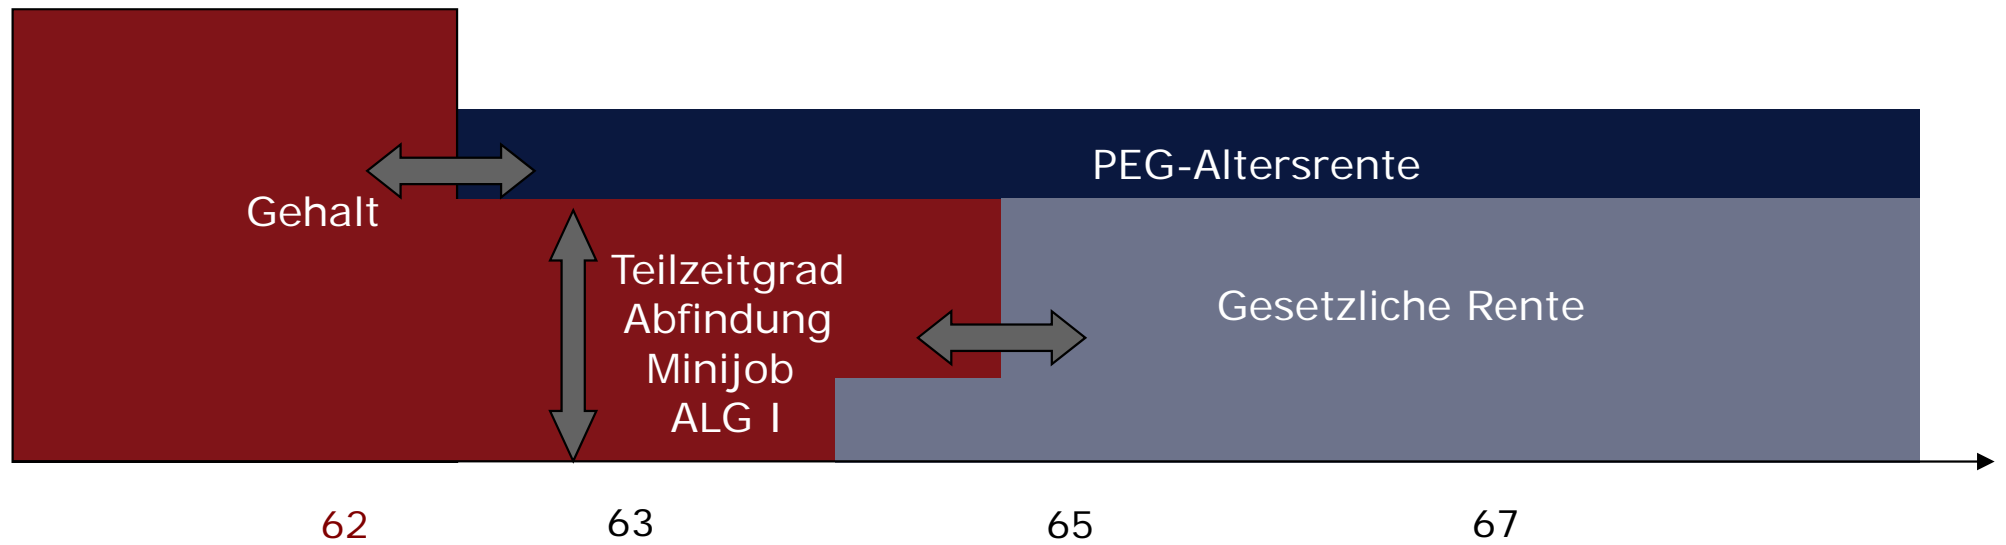 PEG-Altersrente
Gehalt
Teilzeitgrad
Abfindung
Minijob
ALG I
Gesetzliche Rente
62
63
65
67